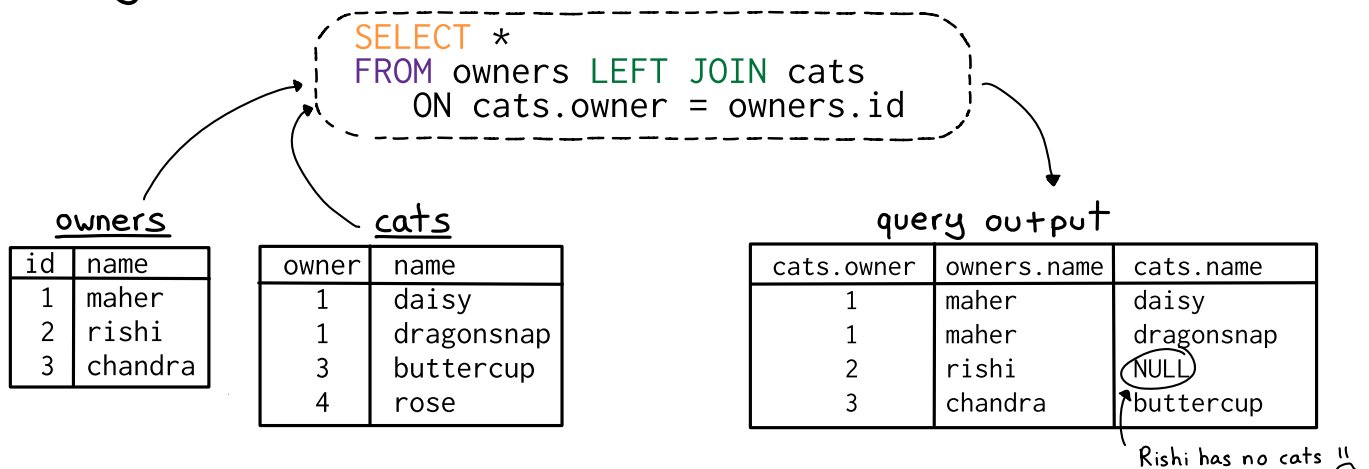 SELECT *
FROM owners LEFT JOIN cats
ON cats.owner = owners.id
owners
id name
1 maher
2 rishi
3 chandra
cats
owner name
1 daisy
1 dragonsnap
3 buttercup
4 rose
query output
cats.owner owners.name cats.name
1 maher daisy
1 maher dragonsnap
2 rishi NULL
3 chandra buttercup
Rishi has no cats